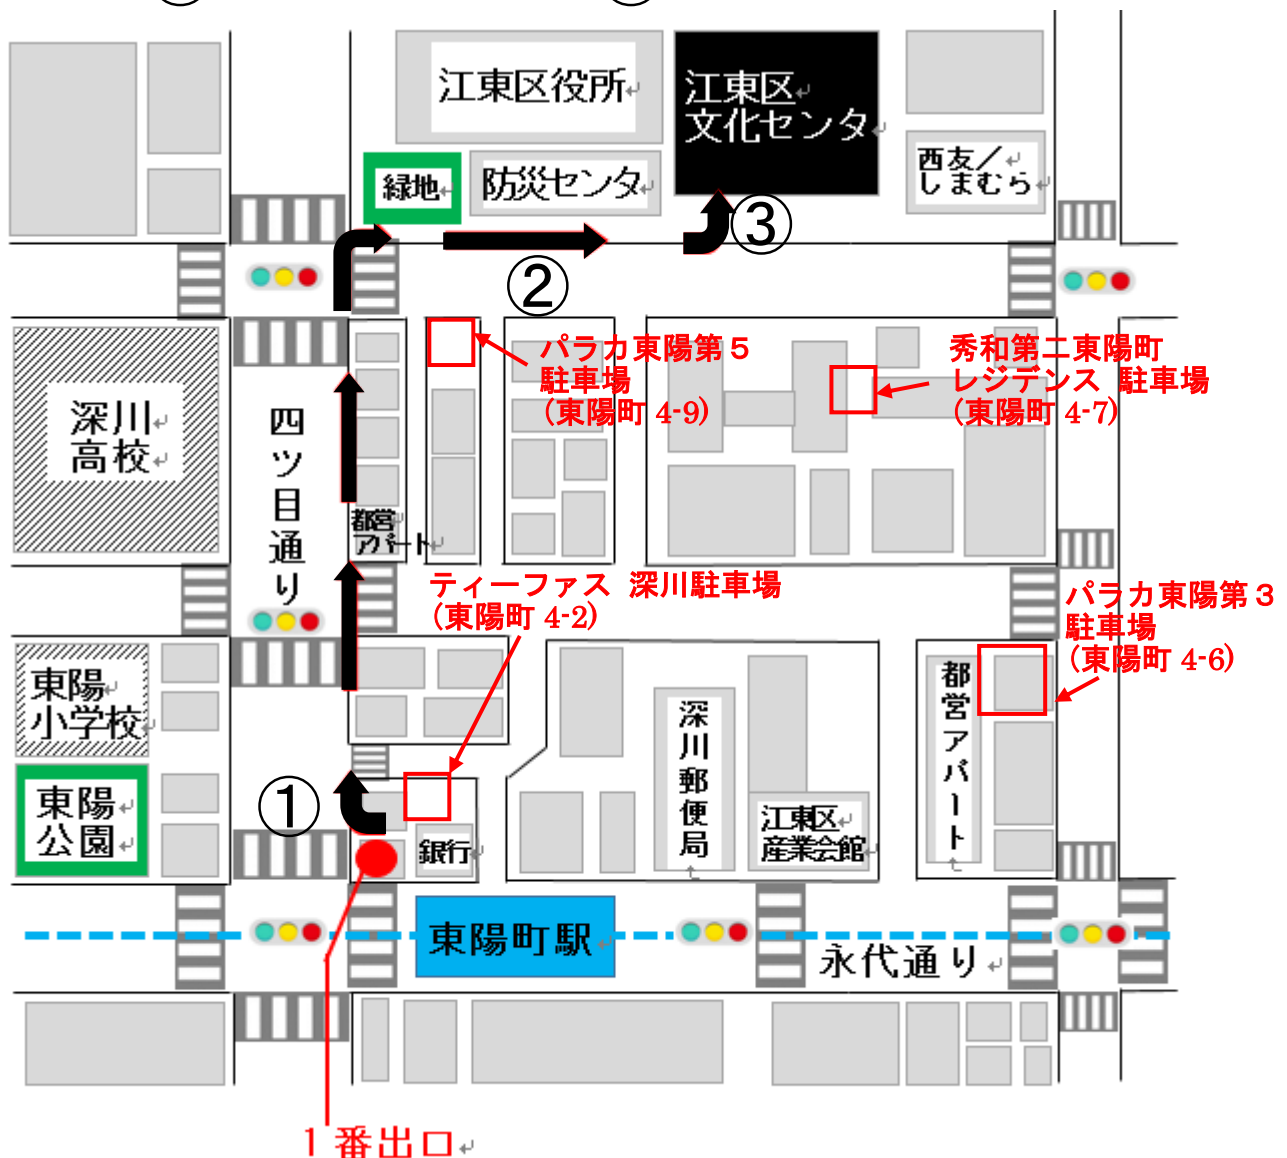 江東区役所
江東区
文化センタ
西友／
しまむら
緑地
防災センタ
③
②
パラカ東陽第５
駐車場
(東陽町 4-9)
秀和第二東陽町
レジデンス 駐車場
(東陽町 4-7)
深川
高校
四ツ目通り
都営
アパート
ティーファス 深川駐車場
(東陽町 4-2)
パラカ東陽第３
駐車場
(東陽町 4-6)
東陽
小学校
都営アパート
深川郵便局
東陽
公園
①
江東区
産業会館
銀行
東陽町駅
永代通り
１番出口